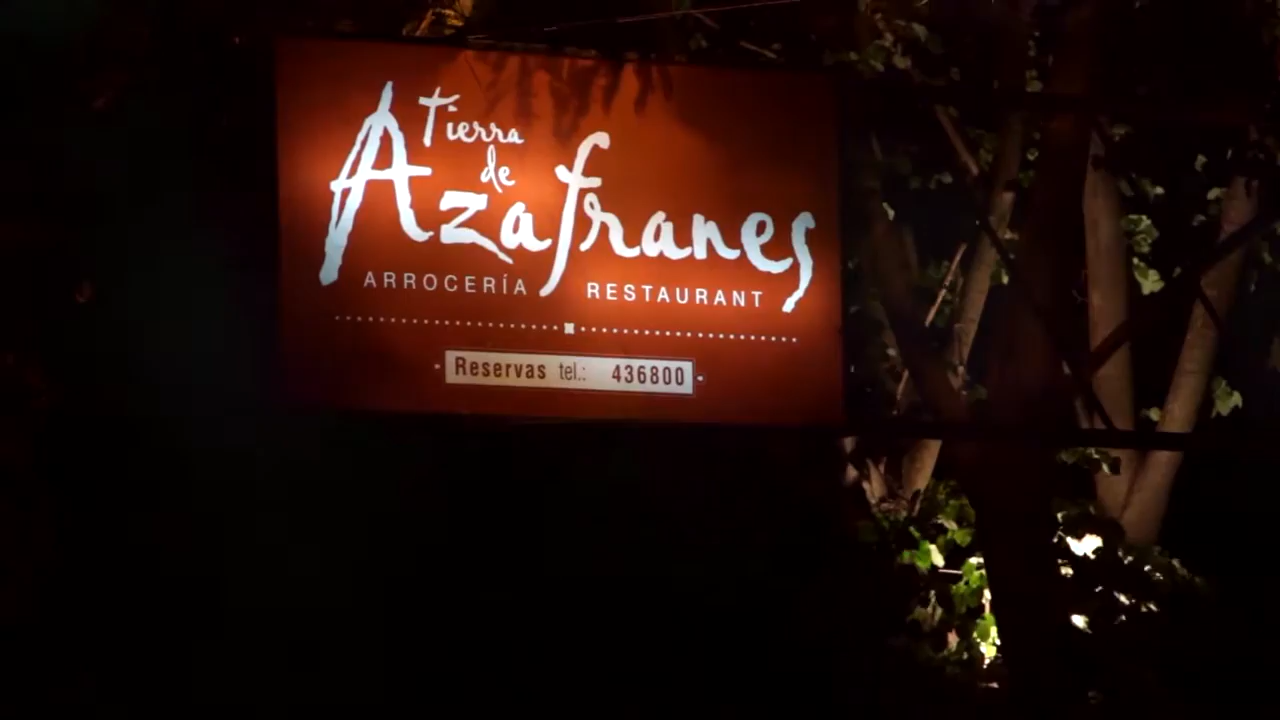 Tierra
de
Azafranes
ARROCERÍA RESTAURANT
Reservas tel.: 436800